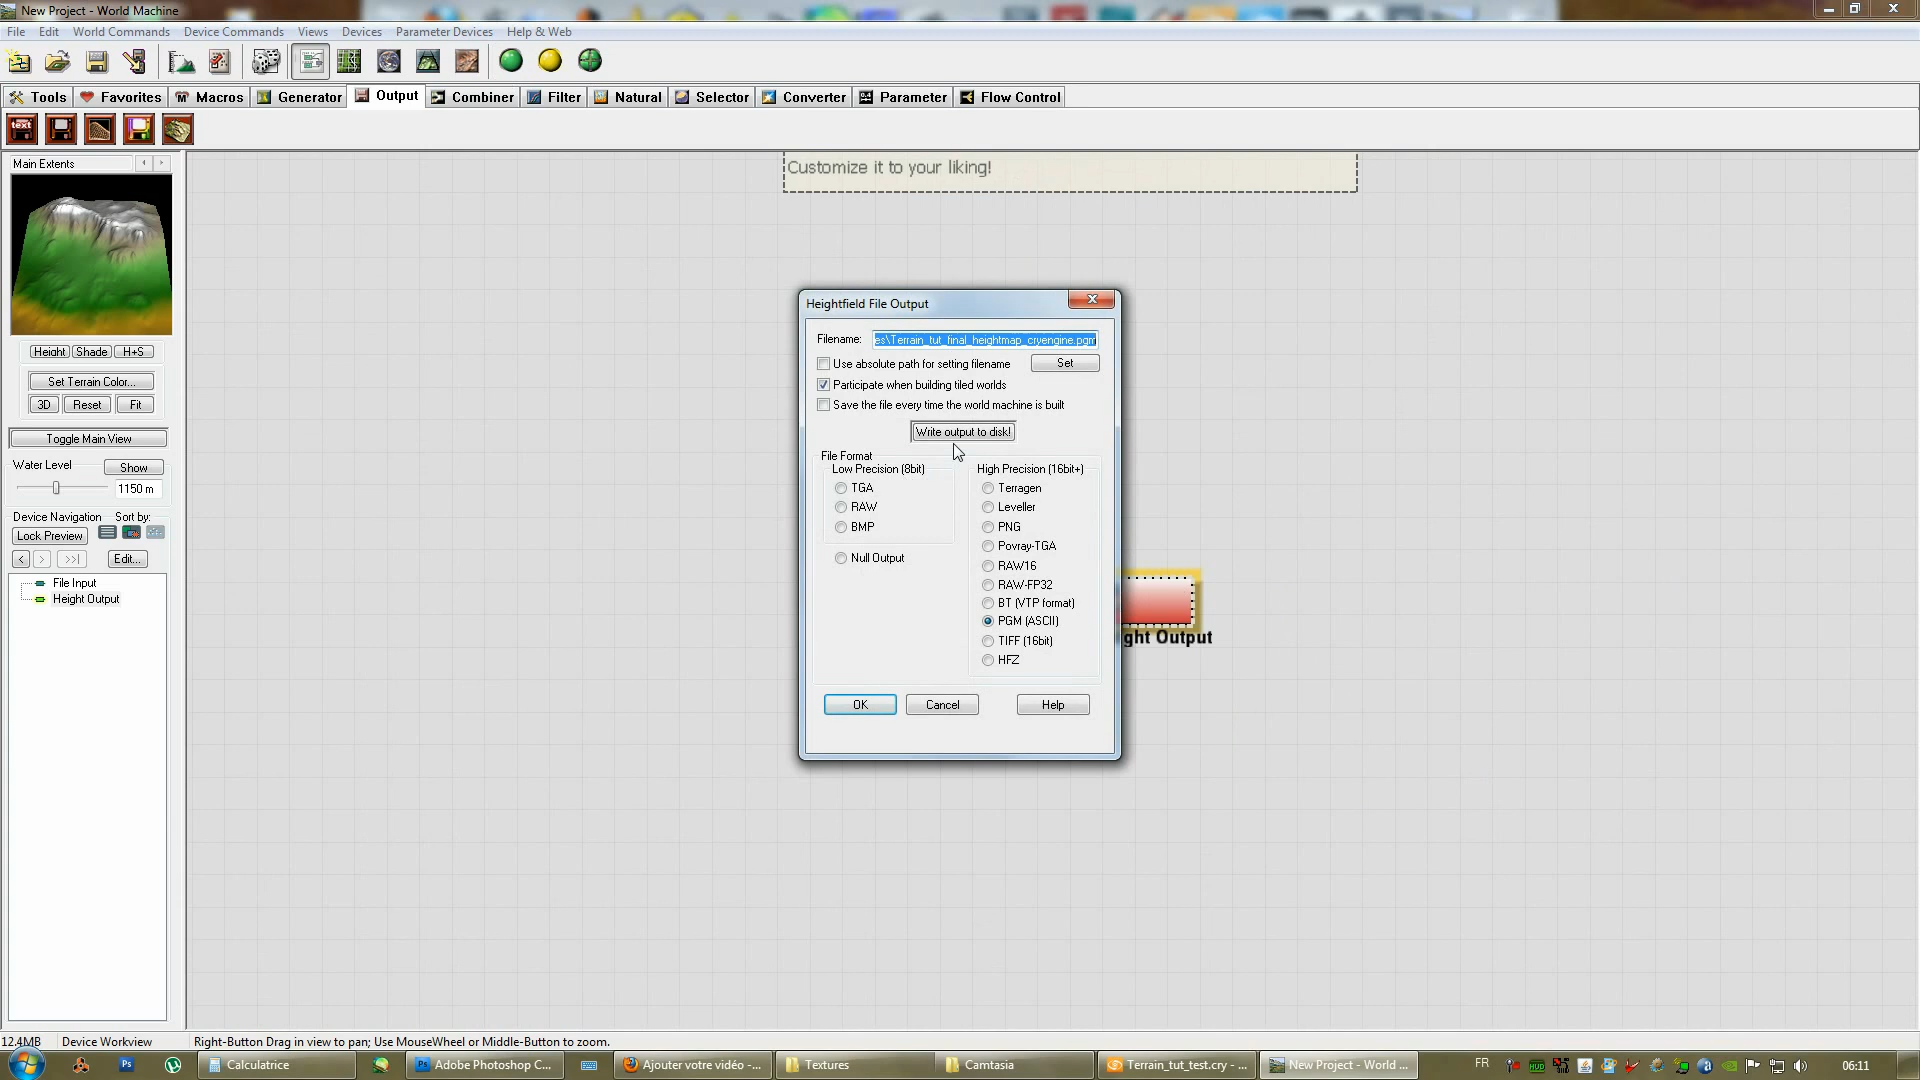 New Project - World Machine
File Edit World Commands Device Commands Views Devices Parameter Devices Help & Web
Tools Favorites Macros Generator Output Combiner Filter Natural Selector Converter Parameter Flow Control
text
Main Extents
Customize it to your liking!
Height Shade H+S
Set Terrain Color...
3D Reset Fit
Toggle Main View
Water Level Show
1150 m
Device Navigation Sort by:
Lock Preview
< > >>| Edit...
File Input
Height Output
Heightfield File Output
Filename: es\Terrain_tut_final_heightmap_cryengine.pgm
Use absolute path for setting filename Set
Participate when building tiled worlds
Save the file every time the world machine is built
Write output to disk!
File Format
Low Precision (8bit) High Precision (16bit+)
TGA Terragen
RAW Leveller
BMP PNG
Povray-TGA
Null Output RAW16
RAW-FP32
BT (VTP format)
PGM (ASCII)
TIFF (16bit)
HFZ
OK Cancel Help
ght Output
12.4MB Device Workview Right-Button Drag in view to pan; Use MouseWheel or Middle-Button to zoom.
Ps Calculatrice Ps Adobe Photoshop C... Ajouter votre vidéo -... Textures Camtasia Terrain_tut_test.cry - ... New Project - World ... FR 06:11